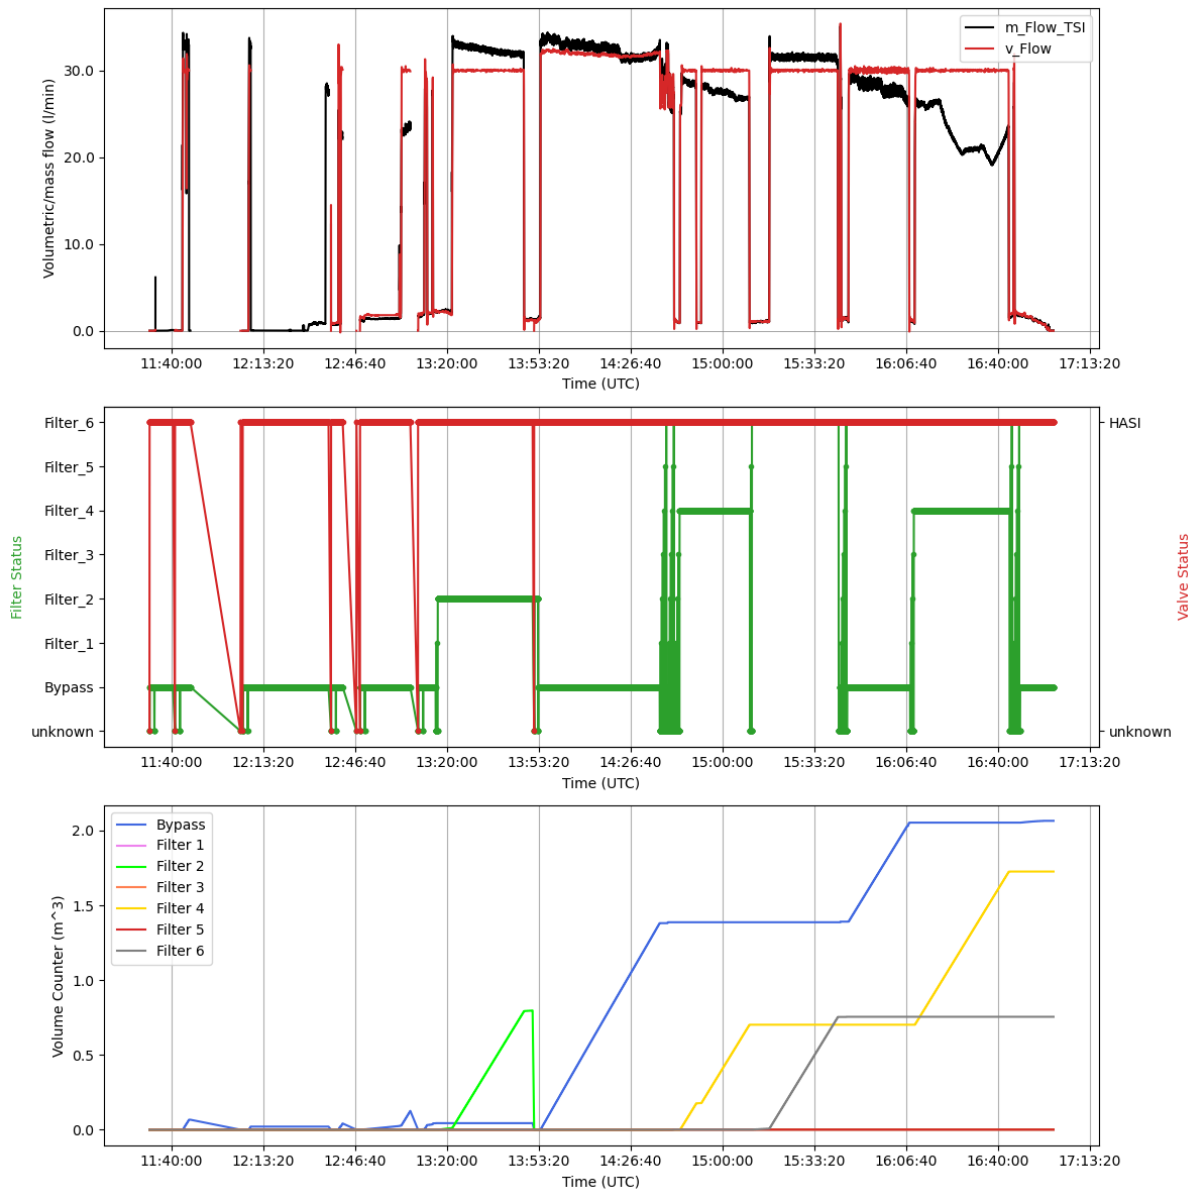 m_Flow_TSI
v_Flow
30.0
20.0
10.0
0.0
Volumetric/mass flow (l/min)
11:40:00 12:13:20 12:46:40 13:20:00 13:53:20 14:26:40 15:00:00 15:33:20 16:06:40 16:40:00 17:13:20
Time (UTC)
Filter_6
Filter_5
Filter_4
Filter_3
Filter_2
Filter_1
Bypass
unknown
Filter Status
HASI
unknown
Valve Status
11:40:00 12:13:20 12:46:40 13:20:00 13:53:20 14:26:40 15:00:00 15:33:20 16:06:40 16:40:00 17:13:20
Time (UTC)
Bypass
Filter 1
Filter 2
Filter 3
Filter 4
Filter 5
Filter 6
2.0
1.5
1.0
0.5
0.0
Volume Counter (m^3)
11:40:00 12:13:20 12:46:40 13:20:00 13:53:20 14:26:40 15:00:00 15:33:20 16:06:40 16:40:00 17:13:20
Time (UTC)